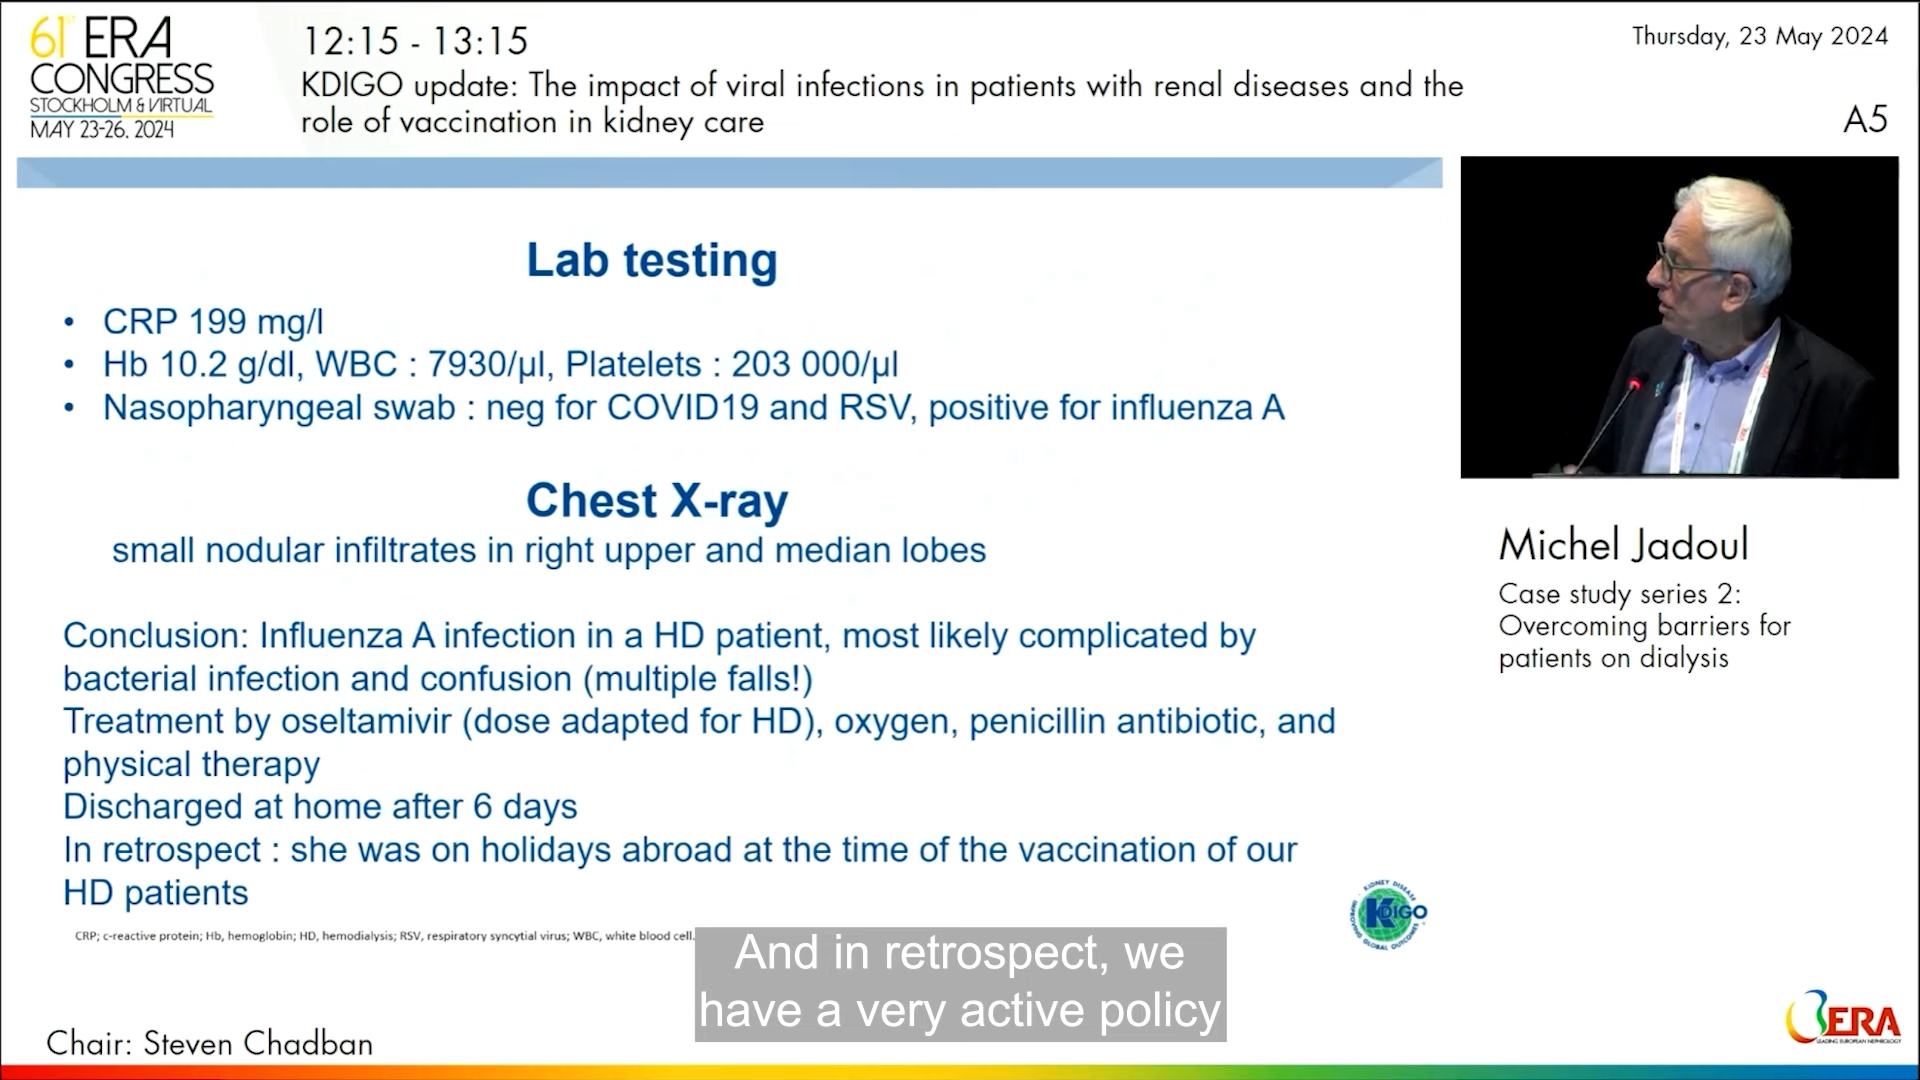 61ST ERA
CONGRESS
STOCKHOLM & VIRTUAL
MAY 23-26, 2024
12:15 - 13:15
KDIGO update: The impact of viral infections in patients with renal diseases and the
role of vaccination in kidney care
Thursday, 23 May 2024
A5
Lab testing
• CRP 199 mg/l
• Hb 10.2 g/dl, WBC : 7930/µl, Platelets : 203 000/µl
• Nasopharyngeal swab : neg for COVID19 and RSV, positive for influenza A
Chest X-ray
small nodular infiltrates in right upper and median lobes
Conclusion: Influenza A infection in a HD patient, most likely complicated by
bacterial infection and confusion (multiple falls!)
Treatment by oseltamivir (dose adapted for HD), oxygen, penicillin antibiotic, and
physical therapy
Discharged at home after 6 days
In retrospect : she was on holidays abroad at the time of the vaccination of our
HD patients
CRP; c-reactive protein; Hb, hemoglobin; HD, hemodialysis; RSV, respiratory syncytial virus; WBC, white blood cell.
KIDNEY DISEASE
KDIGO
IMPROVING GLOBAL OUTCOMES
Michel Jadoul
Case study series 2:
Overcoming barriers for
patients on dialysis
And in retrospect, we
have a very active policy
Chair: Steven Chadban
ERA
LEADING EUROPEAN NEPHROLOGY